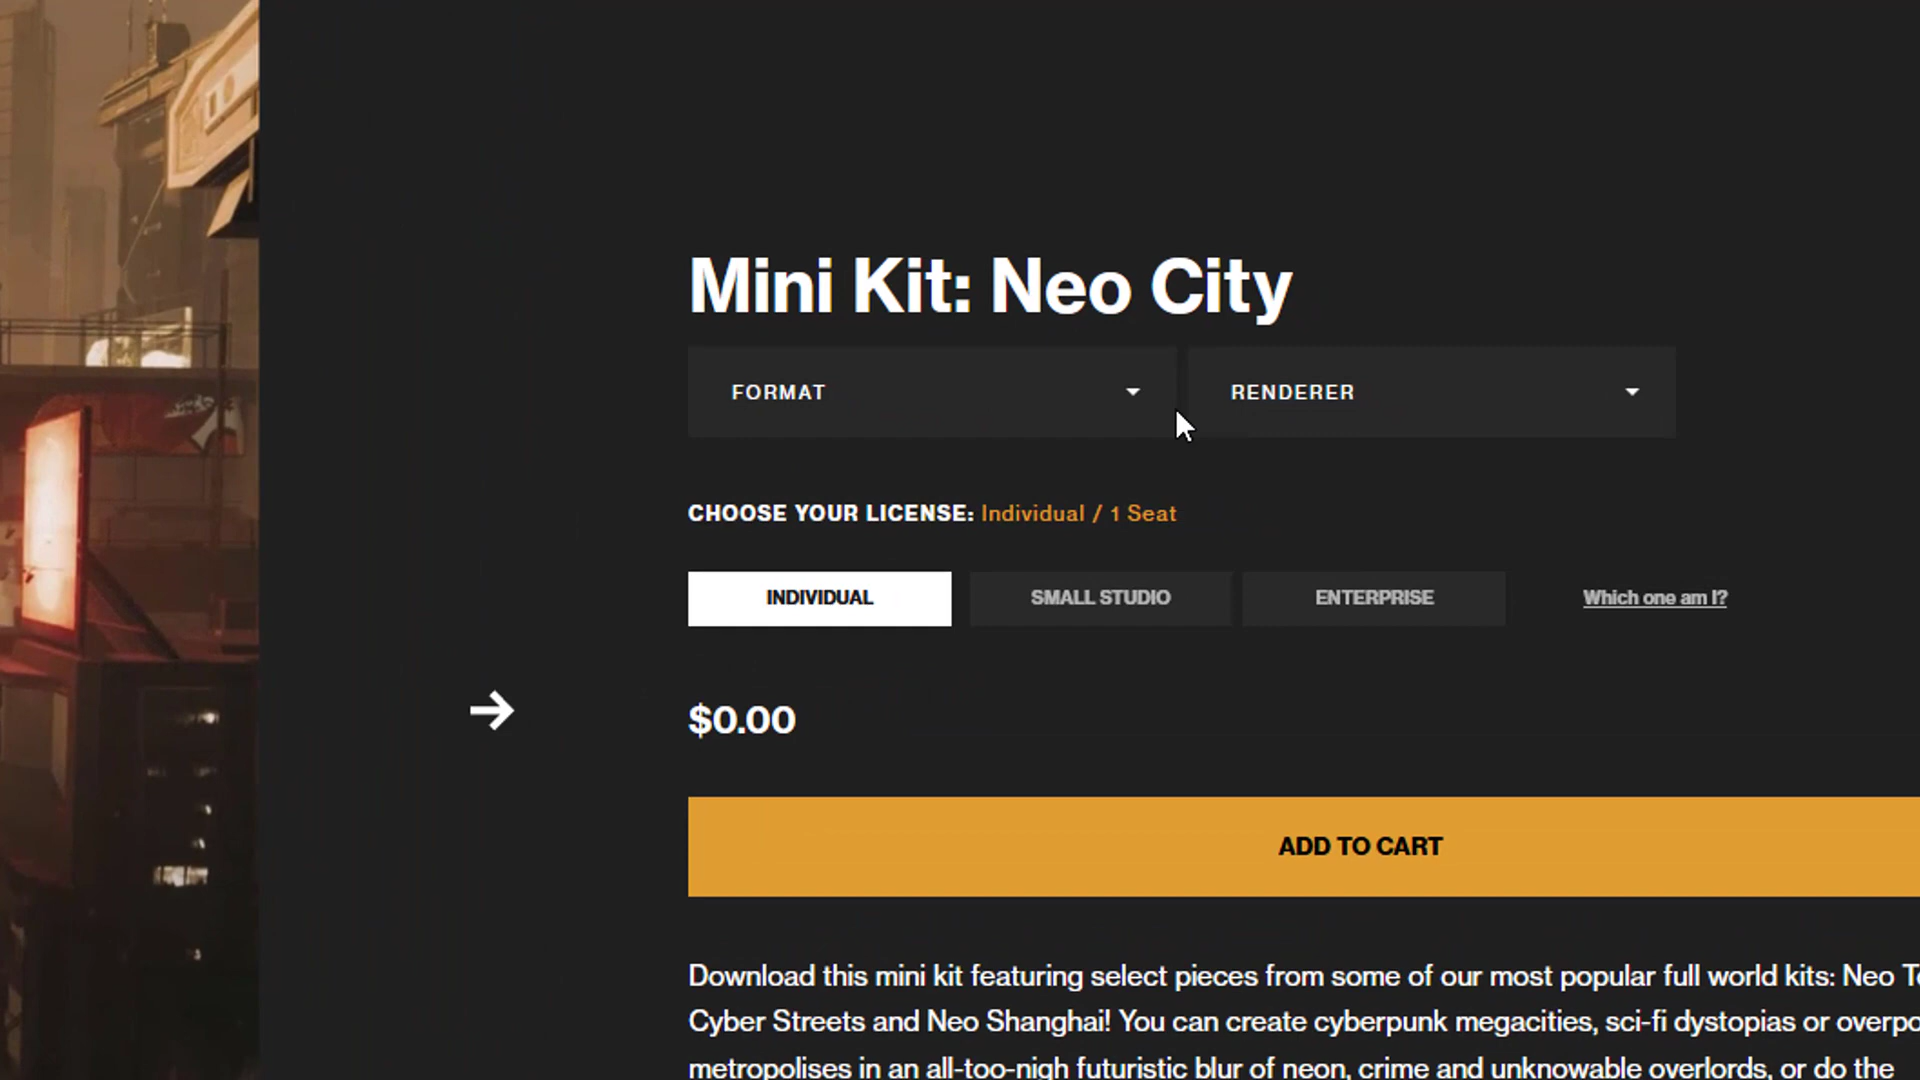 Mini Kit: Neo City
FORMAT
RENDERER
CHOOSE YOUR LICENSE: Individual / 1 Seat
INDIVIDUAL
SMALL STUDIO
ENTERPRISE
Which one am I?
$0.00
ADD TO CART
Download this mini kit featuring select pieces from some of our most popular full world kits: Neo
Cyber Streets and Neo Shanghai! You can create cyberpunk megacities, sci-fi dystopias or
metropolises in an all-too-nigh futuristic blur of neon, crime and unknowable overlords, or do the